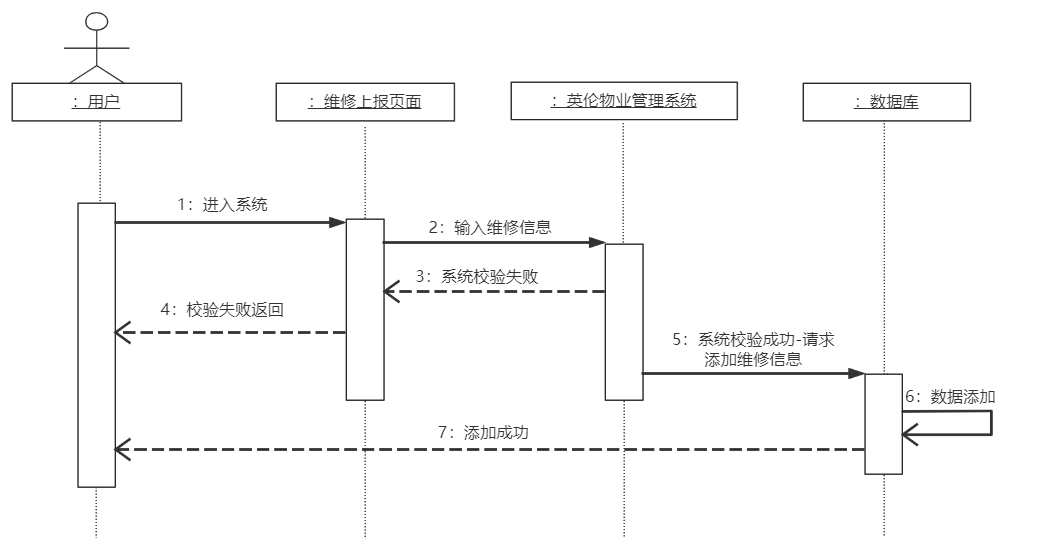 ：用户
：维修上报页面
：英伦物业管理系统
：数据库
1：进入系统
2：输入维修信息
3：系统校验失败
4：校验失败返回
5：系统校验成功-请求
添加维修信息
6：数据添加
7：添加成功